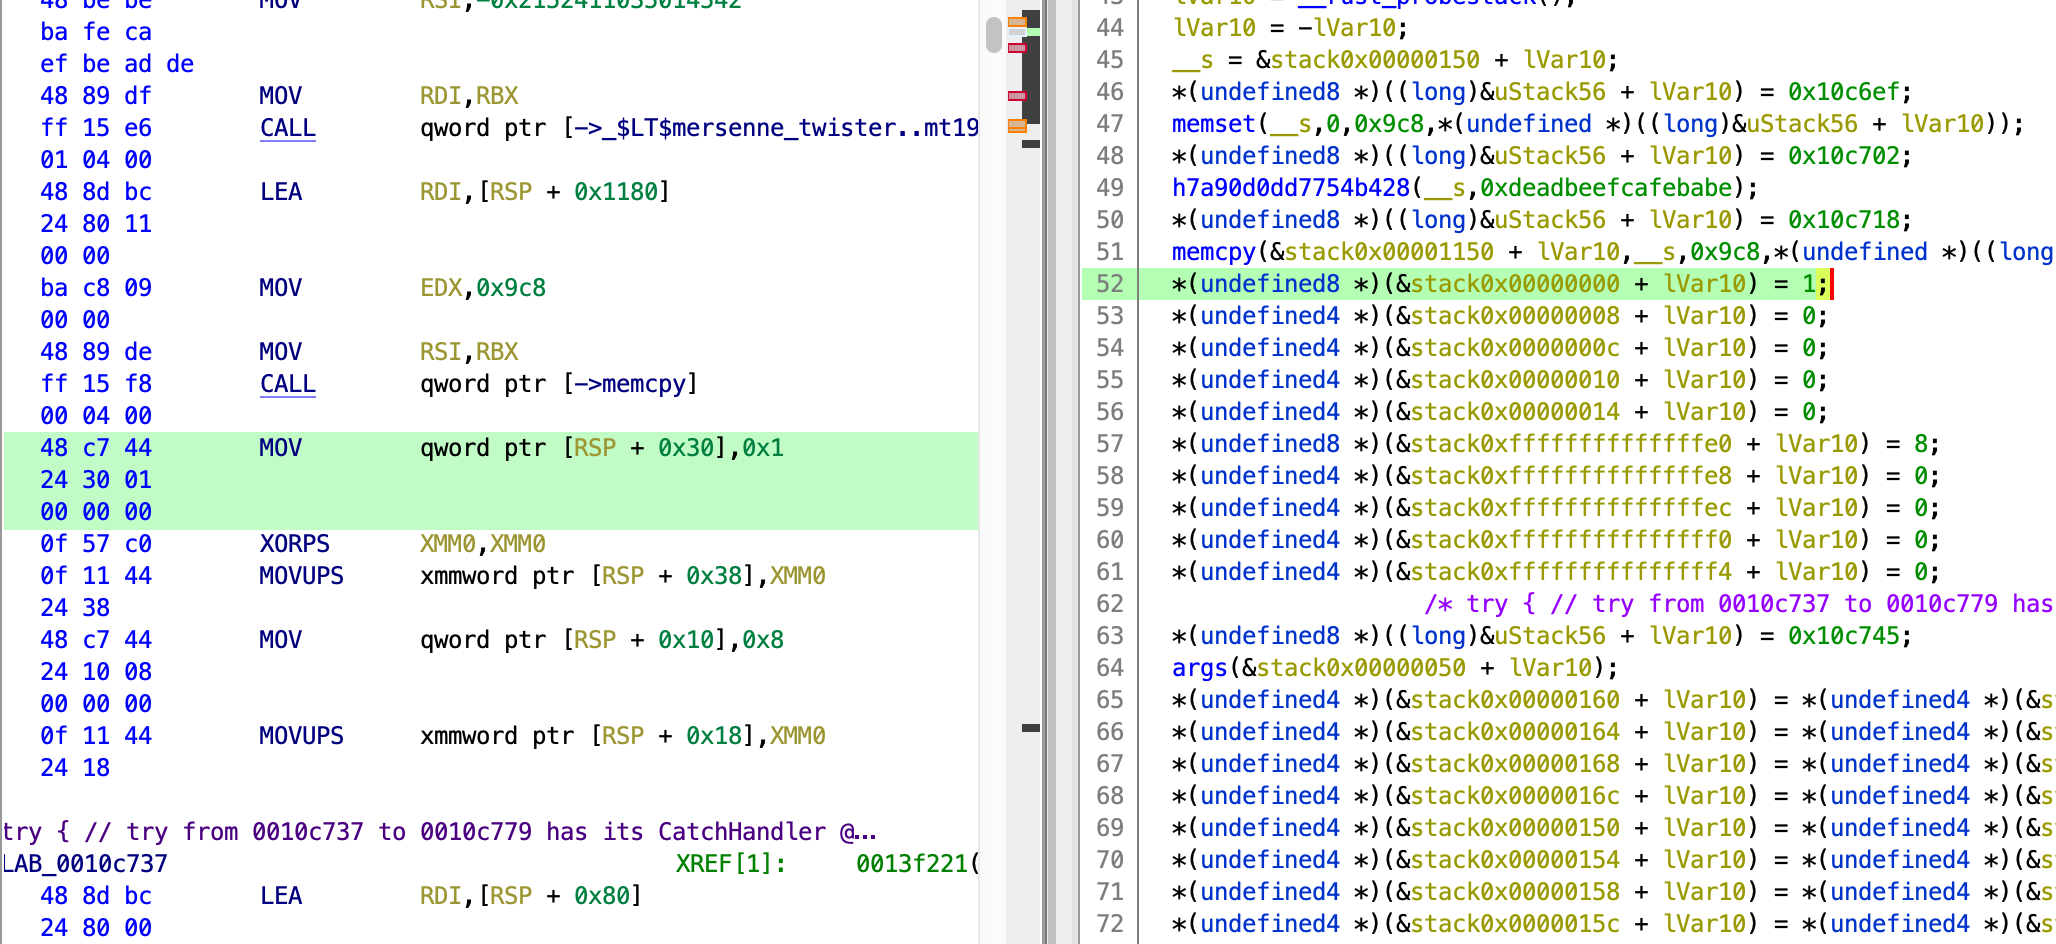 48 be be MOV RSI,-0x2152411035014542
ba fe ca
ef be ad de
48 89 df MOV RDI,RBX
ff 15 e6 CALL qword ptr [->_$LT$mersenne_twister..mt19
01 04 00
48 8d bc LEA RDI,[RSP + 0x1180]
24 80 11
00 00
ba c8 09 MOV EDX,0x9c8
00 00
48 89 de MOV RSI,RBX
ff 15 f8 CALL qword ptr [->memcpy]
00 04 00
48 c7 44 MOV qword ptr [RSP + 0x30],0x1
24 30 01
00 00 00
0f 57 c0 XORPS XMM0,XMM0
0f 11 44 MOVUPS xmmword ptr [RSP + 0x38],XMM0
24 38
48 c7 44 MOV qword ptr [RSP + 0x10],0x8
24 10 08
00 00 00
0f 11 44 MOVUPS xmmword ptr [RSP + 0x18],XMM0
24 18
try { // try from 0010c737 to 0010c779 has its CatchHandler @...
LAB_0010c737 XREF[1]: 0013f221(
48 8d bc LEA RDI,[RSP + 0x80]
24 80 00
43 lVar10 = __rust_probestack();
44 lVar10 = -lVar10;
45 __s = &stack0x00000150 + lVar10;
46 *(undefined8 *)((long)&uStack56 + lVar10) = 0x10c6ef;
47 memset(__s,0,0x9c8,*(undefined *)((long)&uStack56 + lVar10));
48 *(undefined8 *)((long)&uStack56 + lVar10) = 0x10c702;
49 h7a90d0dd7754b428(__s,0xdeadbeefcafebabe);
50 *(undefined8 *)((long)&uStack56 + lVar10) = 0x10c718;
51 memcpy(&stack0x00001150 + lVar10,__s,0x9c8,*(undefined *)((long
52 *(undefined8 *)(&stack0x00000000 + lVar10) = 1;
53 *(undefined4 *)(&stack0x00000008 + lVar10) = 0;
54 *(undefined4 *)(&stack0x0000000c + lVar10) = 0;
55 *(undefined4 *)(&stack0x00000010 + lVar10) = 0;
56 *(undefined4 *)(&stack0x00000014 + lVar10) = 0;
57 *(undefined8 *)(&stack0xffffffffffffffe0 + lVar10) = 8;
58 *(undefined4 *)(&stack0xffffffffffffffe8 + lVar10) = 0;
59 *(undefined4 *)(&stack0xffffffffffffffec + lVar10) = 0;
60 *(undefined4 *)(&stack0xfffffffffffffff0 + lVar10) = 0;
61 *(undefined4 *)(&stack0xfffffffffffffff4 + lVar10) = 0;
62 /* try { // try from 0010c737 to 0010c779 has
63 *(undefined8 *)((long)&uStack56 + lVar10) = 0x10c745;
64 args(&stack0x00000050 + lVar10);
65 *(undefined4 *)(&stack0x00000160 + lVar10) = *(undefined4 *)(&s
66 *(undefined4 *)(&stack0x00000164 + lVar10) = *(undefined4 *)(&s
67 *(undefined4 *)(&stack0x00000168 + lVar10) = *(undefined4 *)(&s
68 *(undefined4 *)(&stack0x0000016c + lVar10) = *(undefined4 *)(&s
69 *(undefined4 *)(&stack0x00000150 + lVar10) = *(undefined4 *)(&s
70 *(undefined4 *)(&stack0x00000154 + lVar10) = *(undefined4 *)(&s
71 *(undefined4 *)(&stack0x00000158 + lVar10) = *(undefined4 *)(&s
72 *(undefined4 *)(&stack0x0000015c + lVar10) = *(undefined4 *)(&s